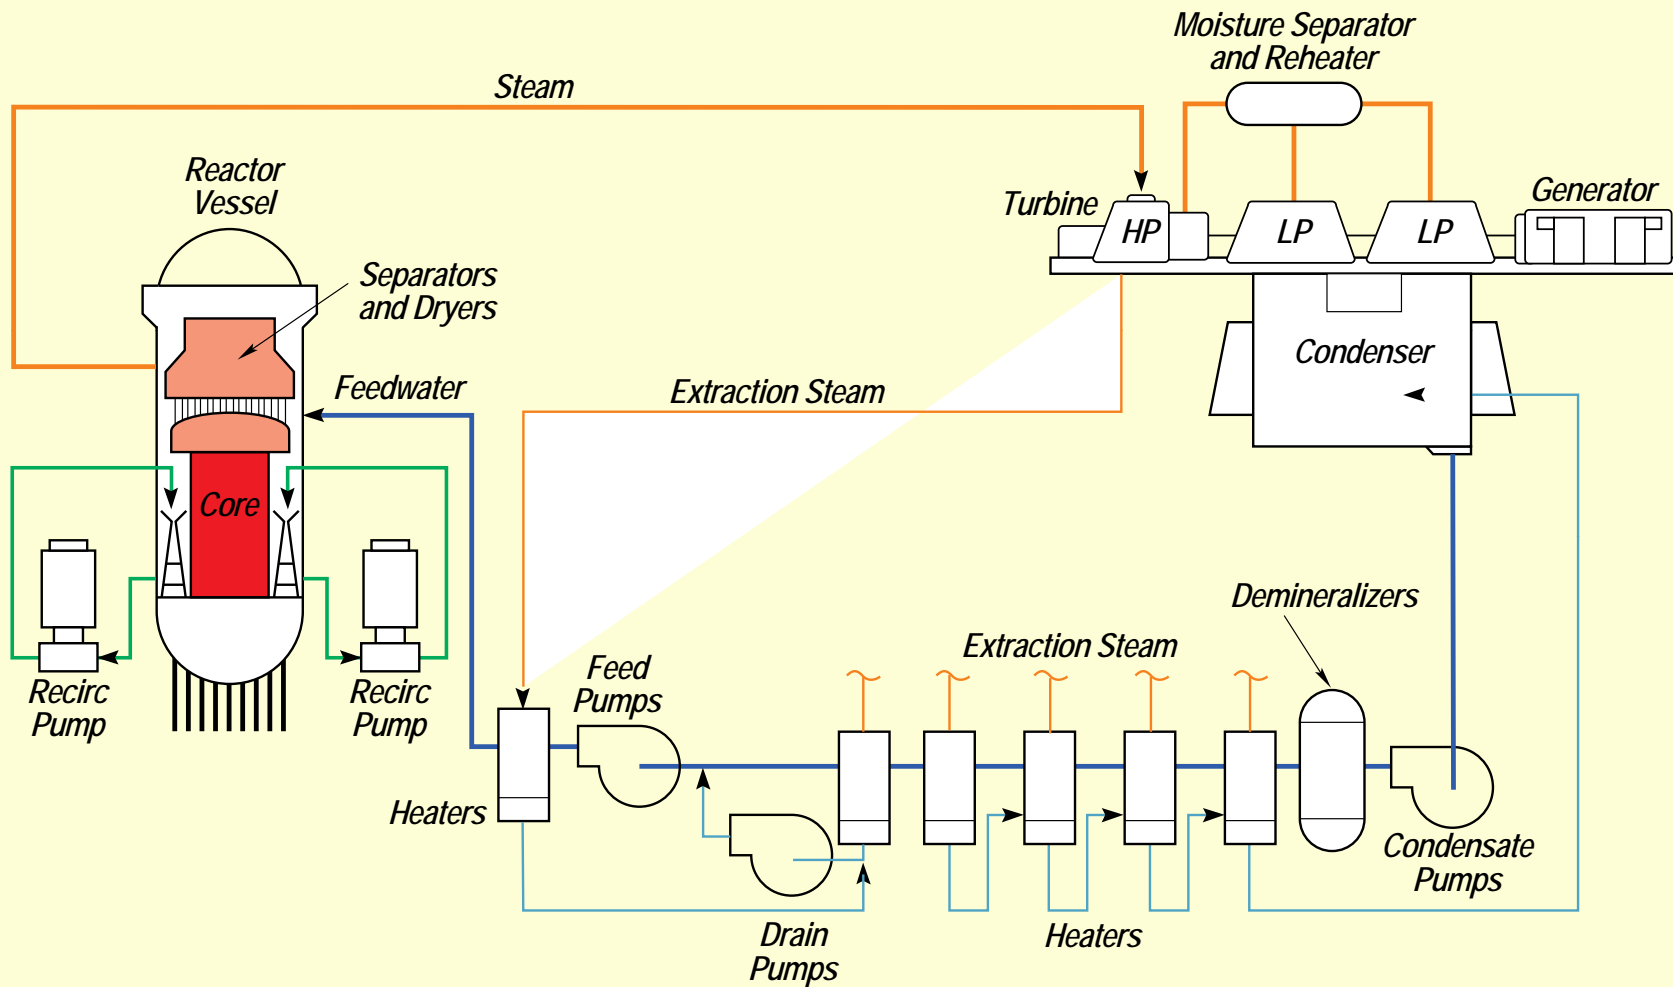 Moisture Separator
and Reheater
Steam
Reactor
Vessel
Turbine
HP
LP
LP
Generator
Separators
and Dryers
Condenser
Feedwater
Extraction Steam
Core
Demineralizers
Extraction Steam
Recirc
Pump
Recirc
Pump
Feed
Pumps
Heaters
Condensate
Pumps
Drain
Pumps
Heaters